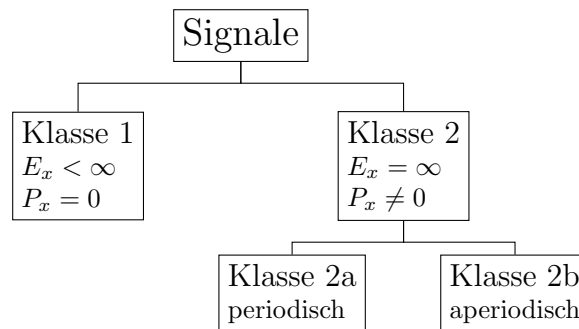 Signale
Klasse 1
E_x < ∞
P_x = 0
Klasse 2
E_x = ∞
P_x ≠ 0
Klasse 2a
periodisch
Klasse 2b
aperiodisch